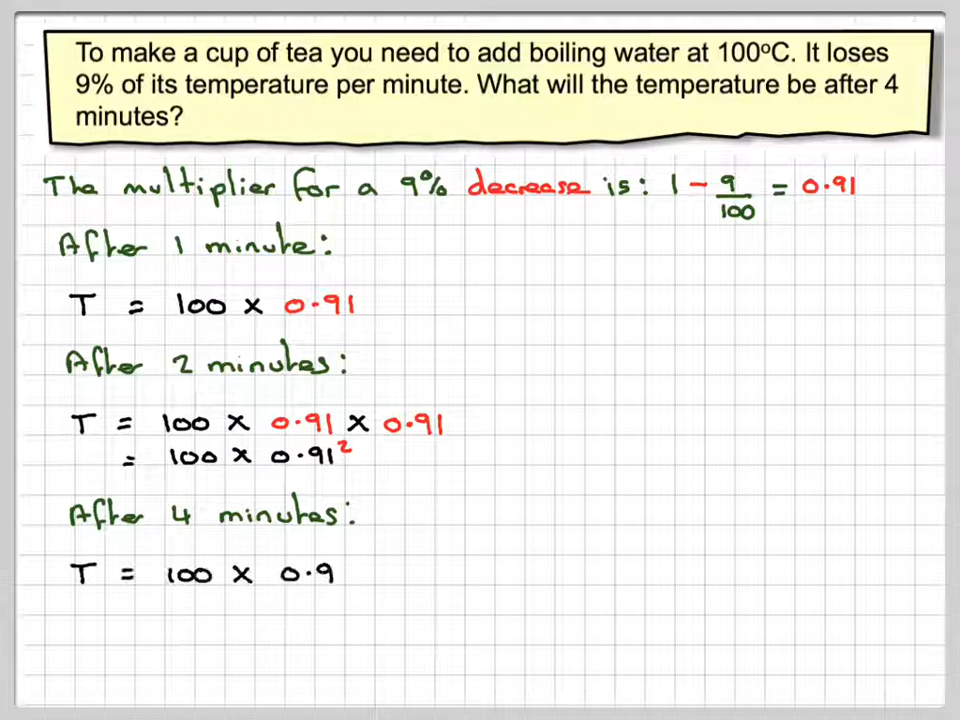 To make a cup of tea you need to add boiling water at 100°C. It loses
9% of its temperature per minute. What will the temperature be after 4
minutes?
The multiplier for a 9% decrease is: 1 - 9/100 = 0.91
After 1 minute:
T = 100 × 0.91
After 2 minutes:
T = 100 × 0.91 × 0.91
= 100 × 0.91²
After 4 minutes:
T = 100 × 0.9